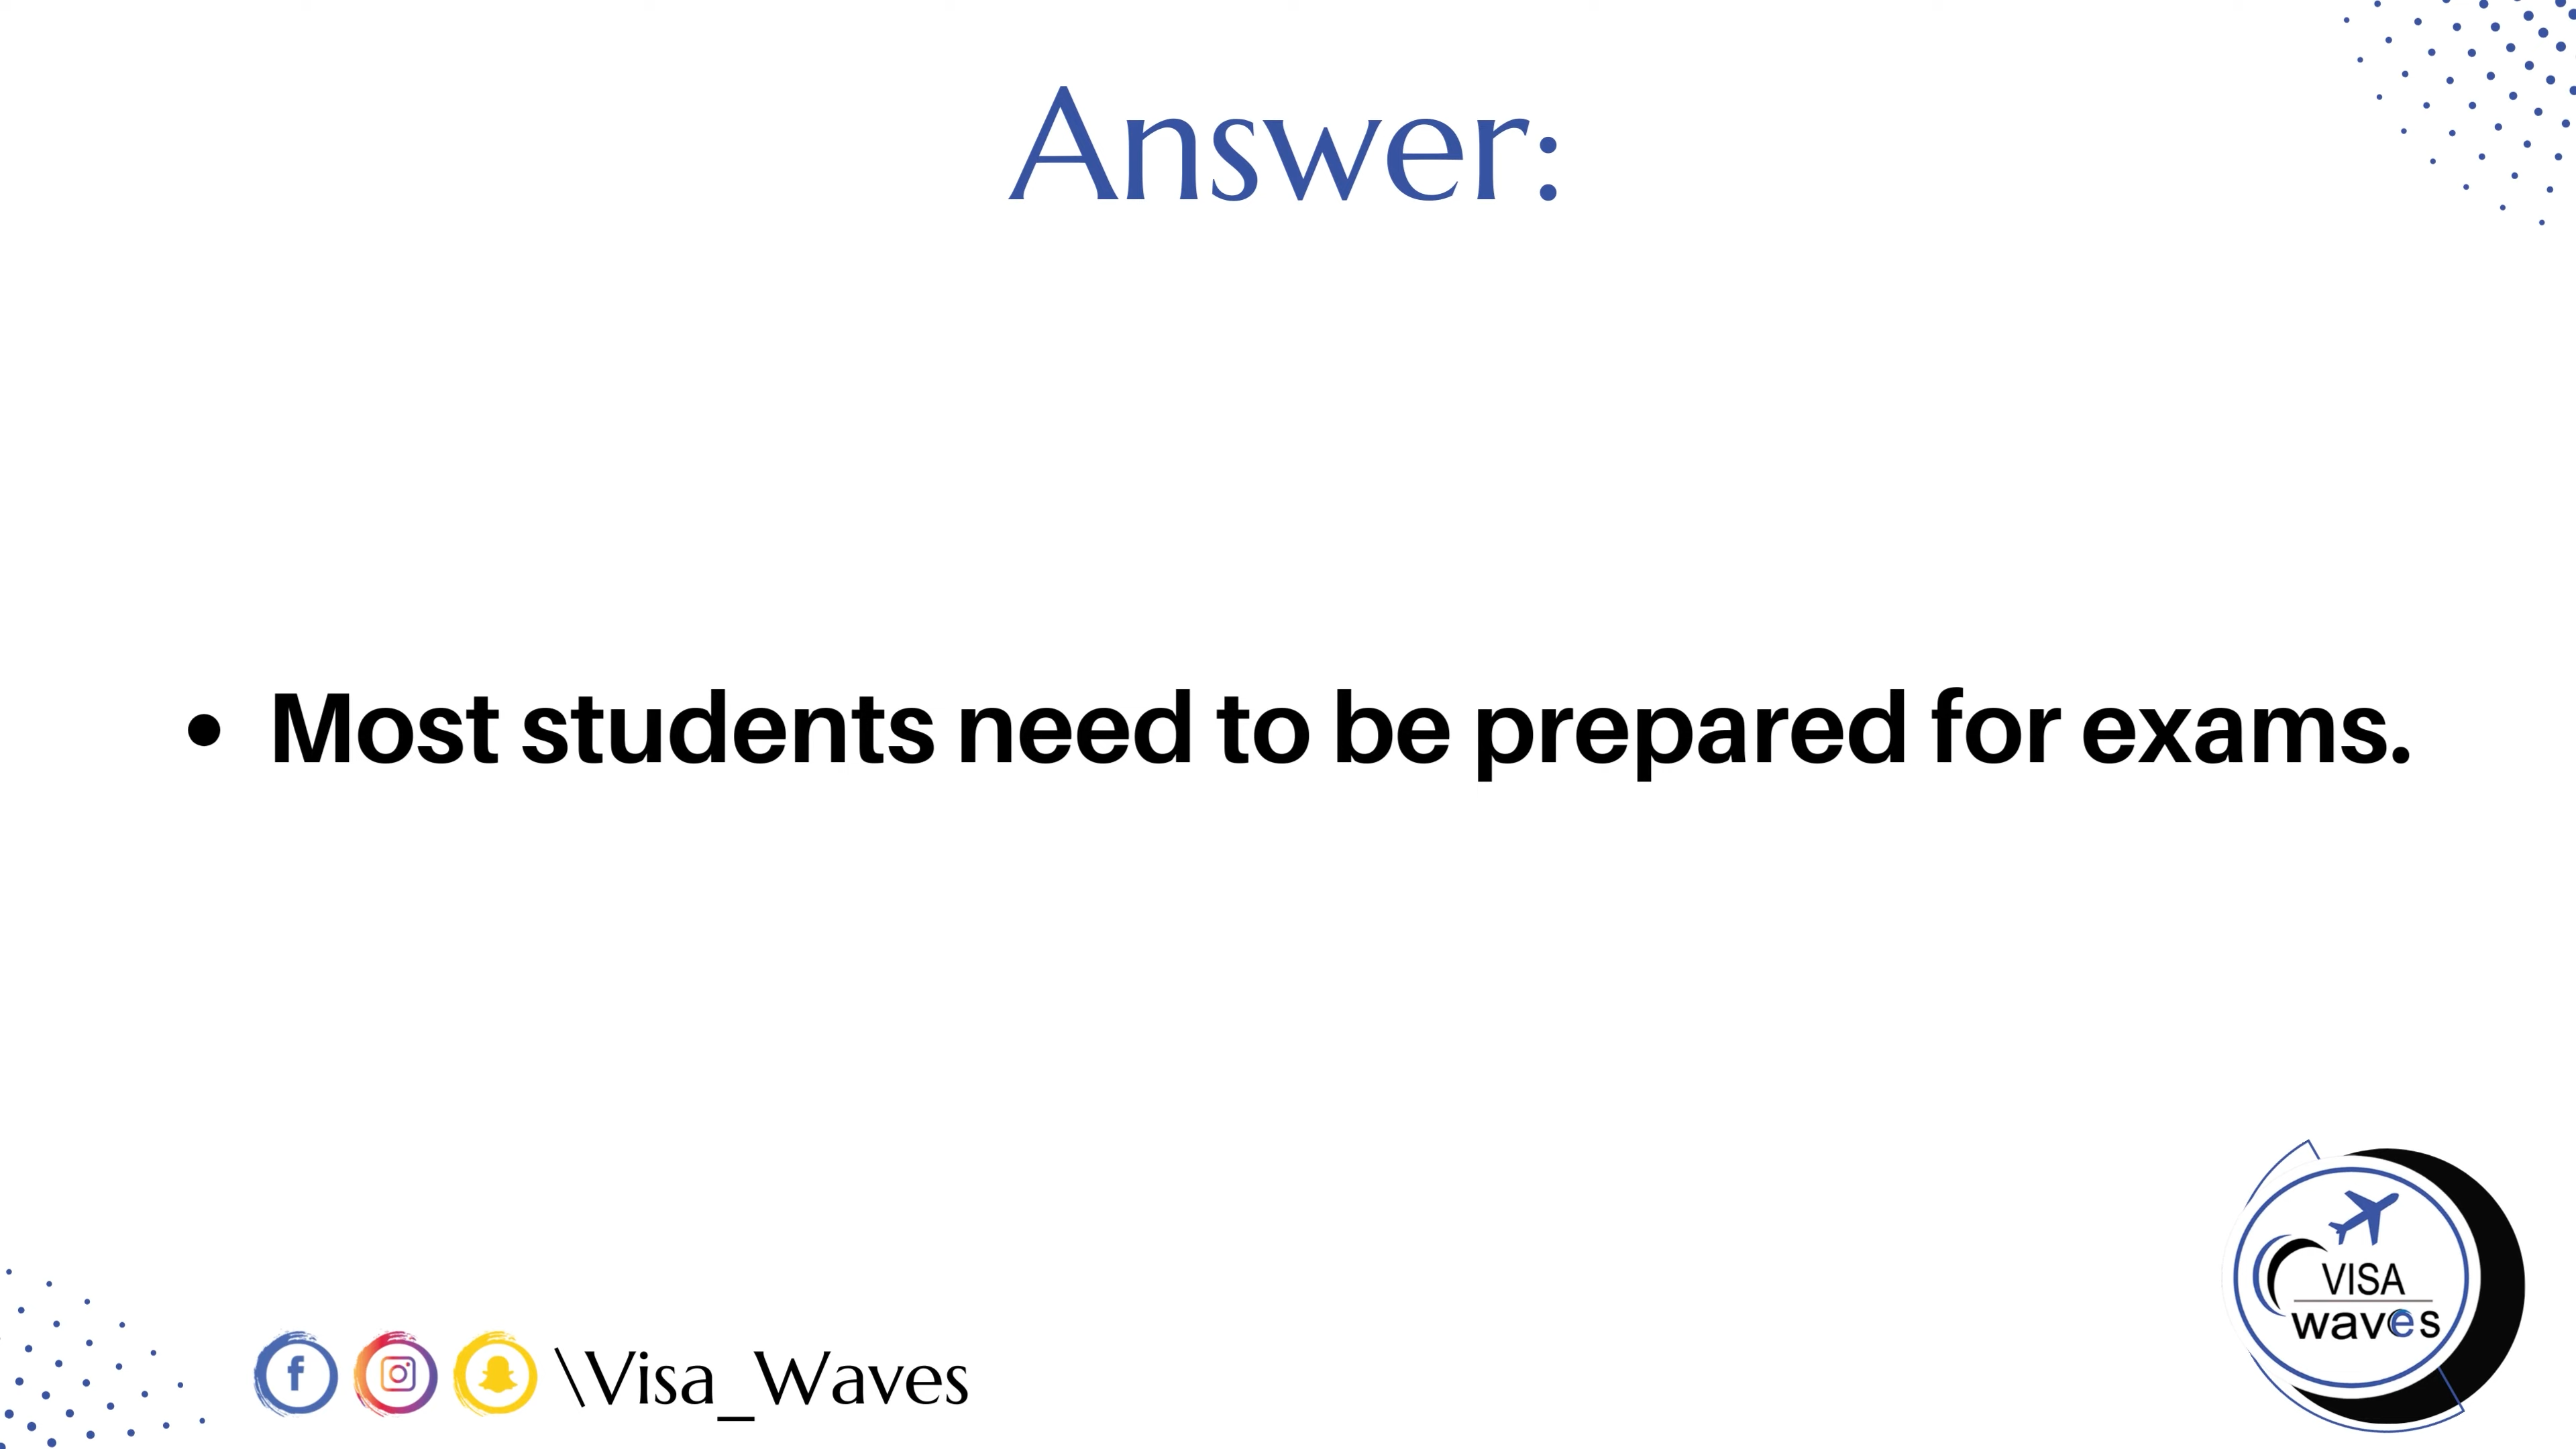 Answer:
• Most students need to be prepared for exams.
\Visa_Waves
VISA
waves